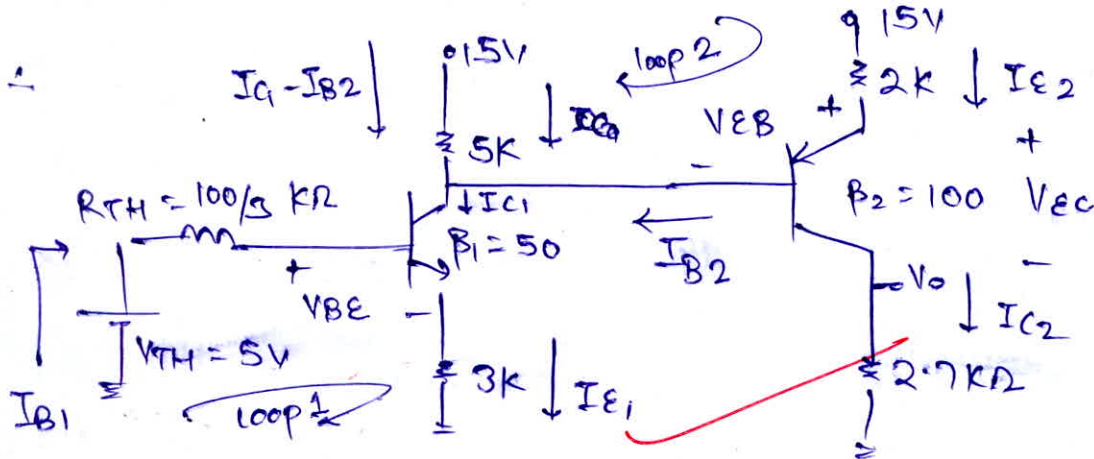 15V
IC1 - IB2
15V
loop 2
2K
IE2
VEB
+
+
5K
-
RTH = 100/3 KΩ
IC1
β1 = 50
IB2
β2 = 100
VEC
+
VBE
-
-
Vo
IC2
VTH = 5V
IB1
loop 1
3K
IE1
2.7KΩ